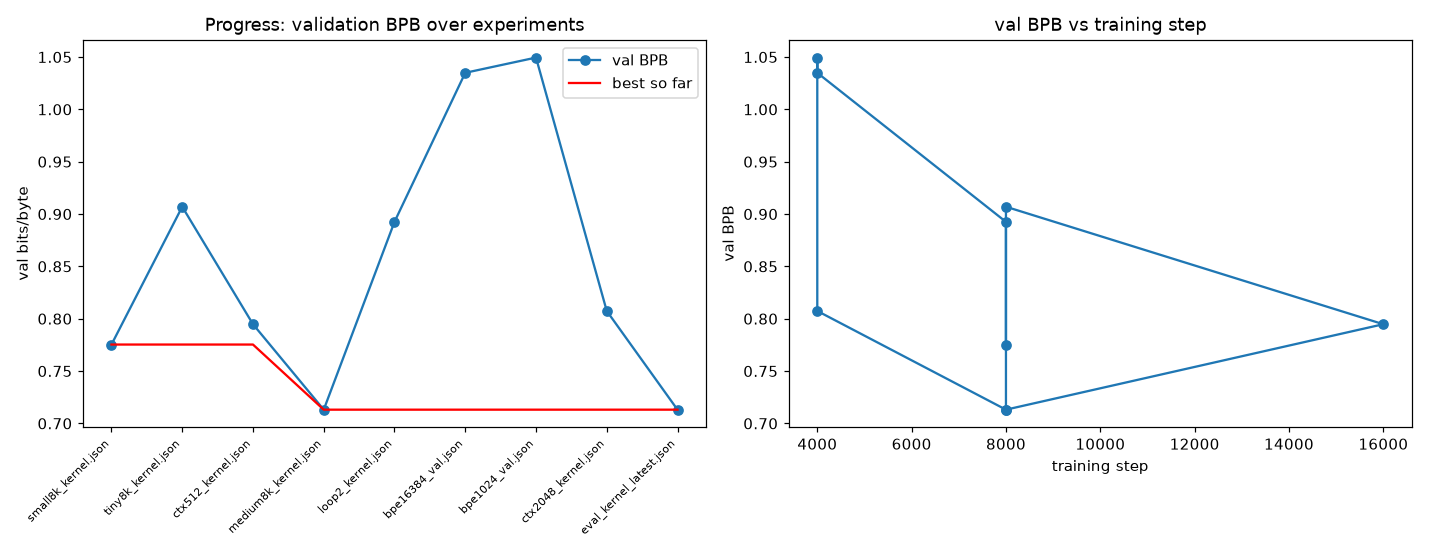 Progress: validation BPB over experiments
val bits/byte
1.05
1.00
0.95
0.90
0.85
0.80
0.75
0.70
val BPB
best so far
small8k_kernel.json
tiny8k_kernel.json
ctx512_kernel.json
medium8k_kernel.json
loop2_kernel.json
bpe16384_val.json
bpe1024_val.json
ctx2048_kernel.json
eval_kernel_latest.json
val BPB vs training step
val BPB
1.05
1.00
0.95
0.90
0.85
0.80
0.75
0.70
4000
6000
8000
10000
12000
14000
16000
training step